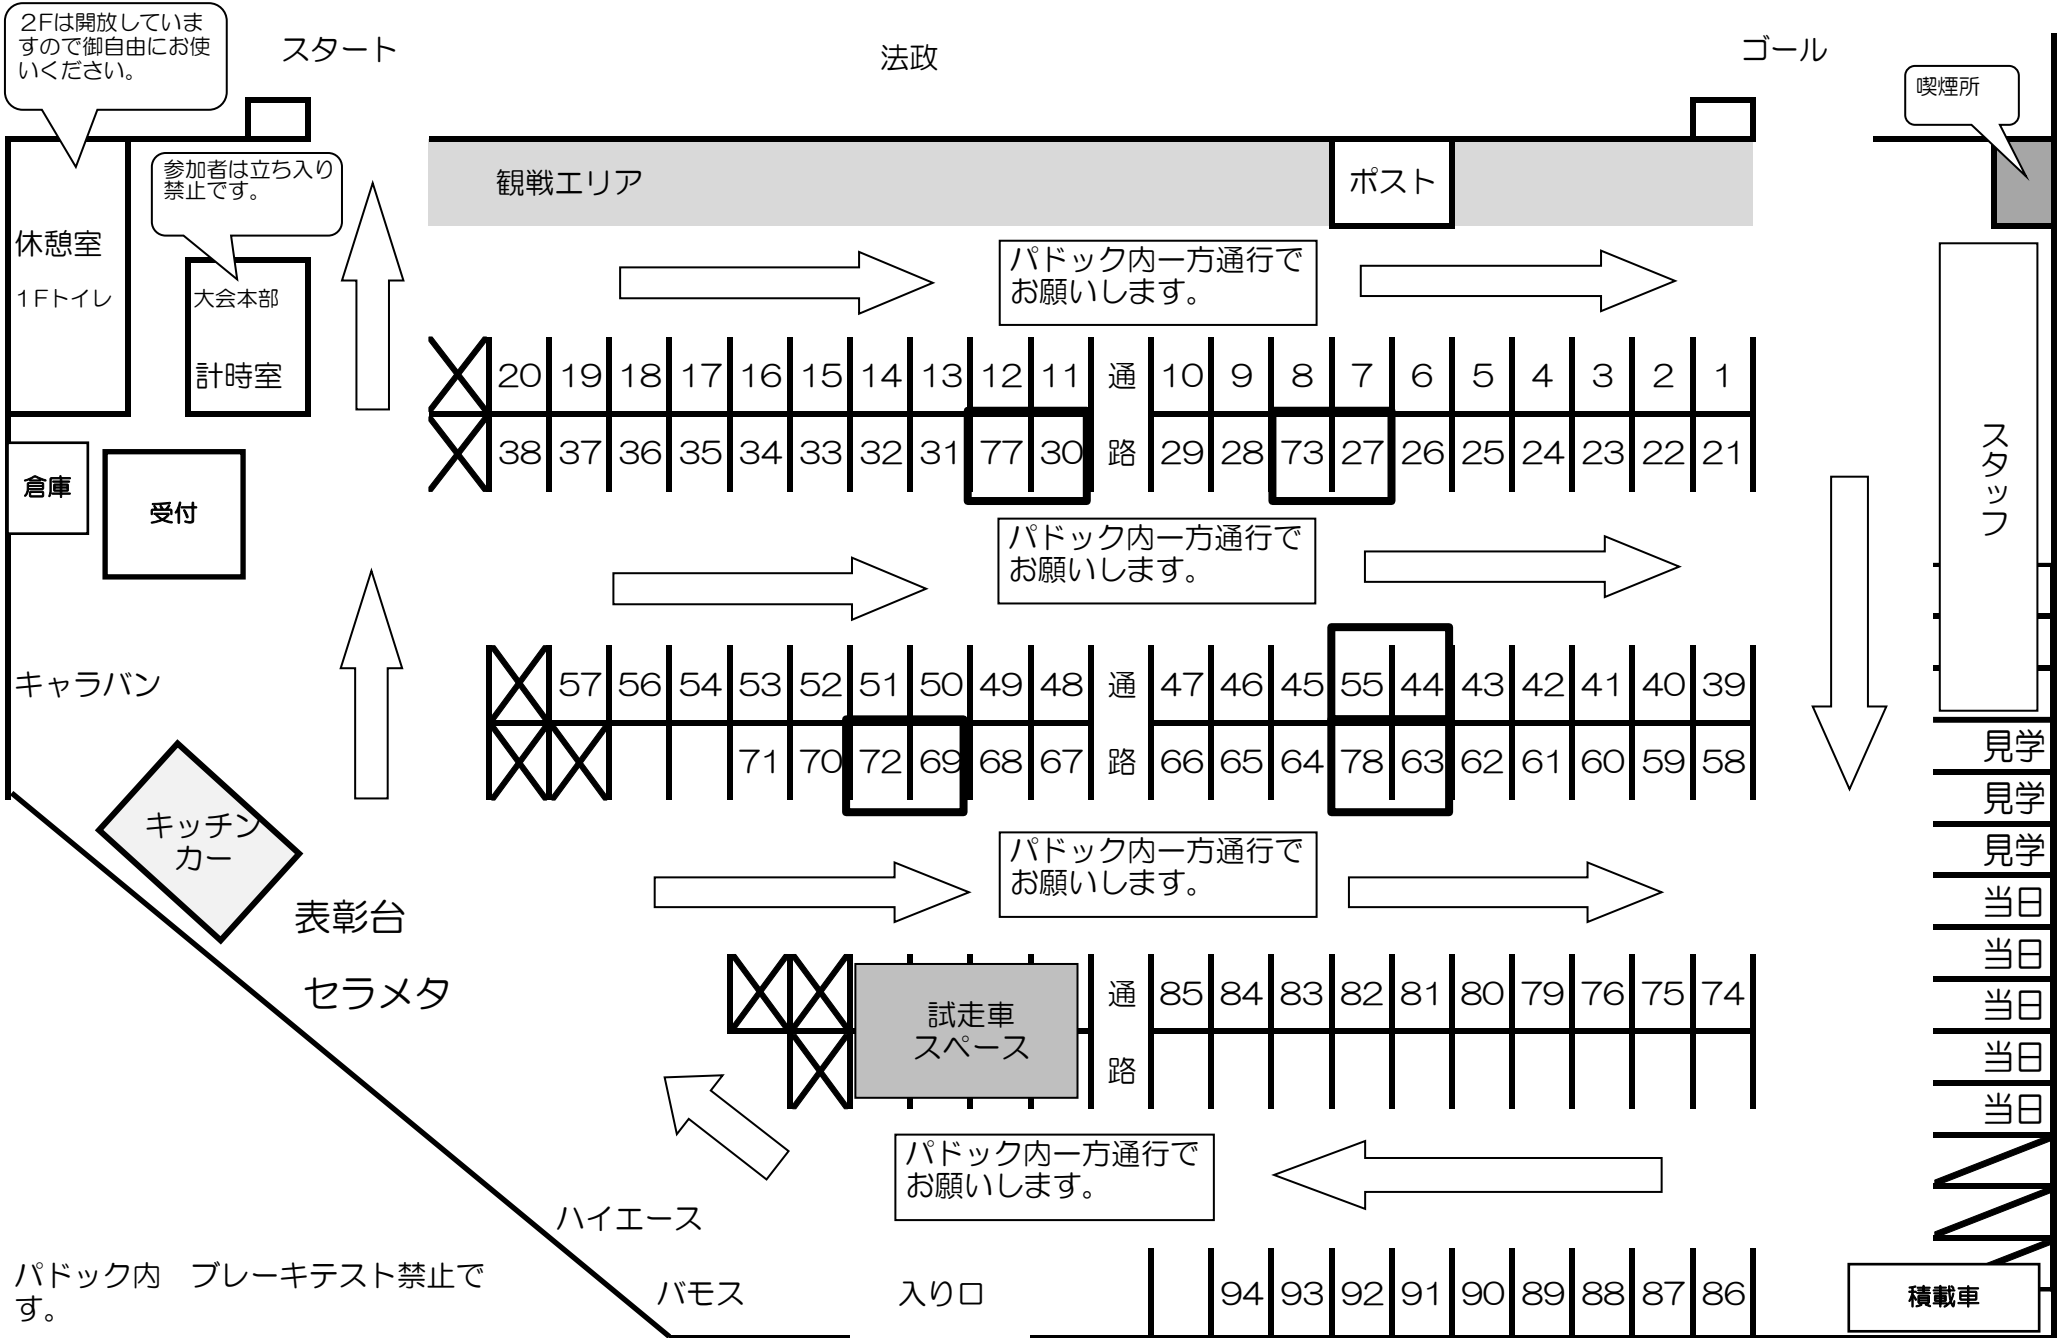 ２Fは開放していま
すので御自由にお使
いください。
スタート
法政
ゴール
喫煙所
参加者は立ち入り
禁止です。
観戦エリア
ポスト
休憩室
１Fトイレ
大会本部
計時室
パドック内一方通行で
お願いします。
20 19 18 17 16 15 14 13 12 11 通 10 9 8 7 6 5 4 3 2 1
38 37 36 35 34 33 32 31 77 30 路 29 28 73 27 26 25 24 23 22 21
スタッフ
倉庫
受付
パドック内一方通行で
お願いします。
キャラバン
57 56 54 53 52 51 50 49 48 通 47 46 45 55 44 43 42 41 40 39
71 70 72 69 68 67 路 66 65 64 78 63 62 61 60 59 58
見学
見学
見学
当日
当日
当日
当日
当日
キッチン
カー
パドック内一方通行で
お願いします。
表彰台
セラメタ
試走車
スペース
通 85 84 83 82 81 80 79 76 75 74
路
パドック内一方通行で
お願いします。
ハイエース
パドック内　ブレーキテスト禁止で
す。
バモス
入り口
94 93 92 91 90 89 88 87 86
積載車